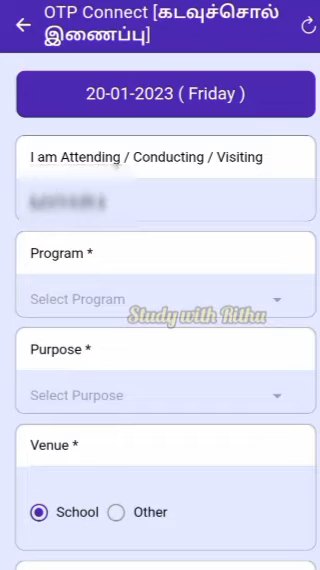 OTP Connect [கடவுச்சொல்
இணைப்பு]
20-01-2023 ( Friday )
I am Attending / Conducting / Visiting
Program *
Select Program
Study with Rithu
Purpose *
Select Purpose
Venue *
School
Other